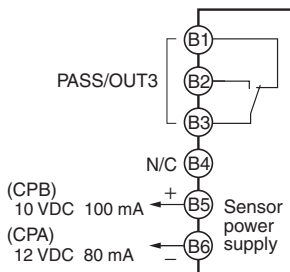 B1
PASS/OUT3
B2
B3
N/C
B4
(CPB)
10 VDC 100 mA
+
B5
Sensor
power
supply
(CPA)
12 VDC 80 mA
−
B6